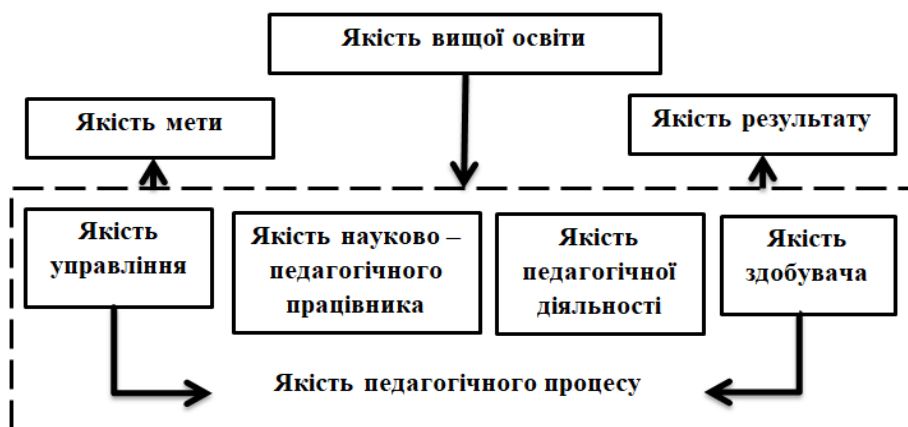 Якість вищої освіти
Якість мети
Якість результату
Якість
управління
Якість науково –
педагогічного
працівника
Якість
педагогічної
діяльності
Якість
здобувача
Якість педагогічного процесу